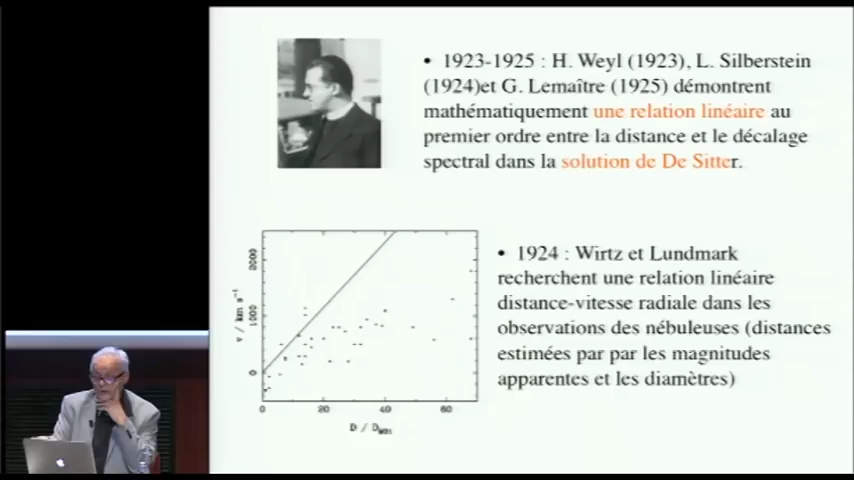 • 1923-1925 : H. Weyl (1923), L. Silberstein
(1924)et G. Lemaître (1925) démontrent
mathématiquement une relation linéaire au
premier ordre entre la distance et le décalage
spectral dans la solution de De Sitter.
• 1924 : Wirtz et Lundmark
recherchent une relation linéaire
distance-vitesse radiale dans les
observations des nébuleuses (distances
estimées par par les magnitudes
apparentes et les diamètres)
2000
1000
0
v / km s⁻¹
0 20 40 60
D / D